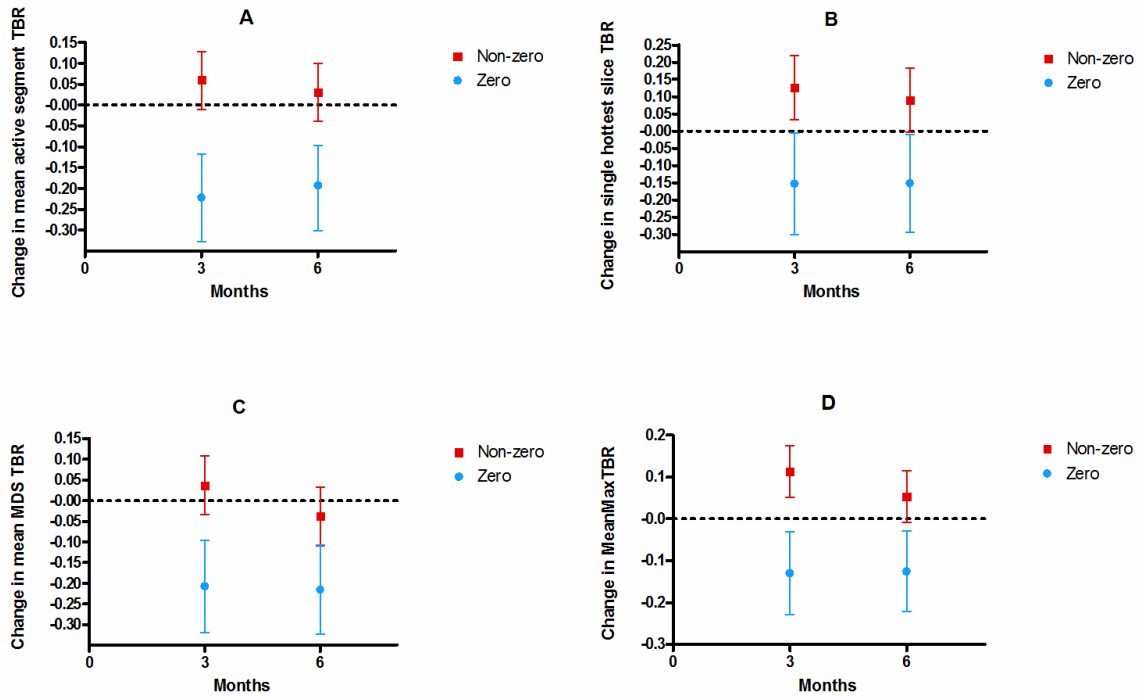 A
Change in mean active segment TBR
0.15
0.10
0.05
-0.00
-0.05
-0.10
-0.15
-0.20
-0.25
-0.30
0
3
6
Months
Non-zero
Zero
B
Change in single hottest slice TBR
0.25
0.20
0.15
0.10
0.05
-0.00
-0.05
-0.10
-0.15
-0.20
-0.25
-0.30
0
3
6
Months
Non-zero
Zero
C
Change in mean MDS TBR
0.15
0.10
0.05
-0.00
-0.05
-0.10
-0.15
-0.20
-0.25
-0.30
0
3
6
Months
Non-zero
Zero
D
Change in MeanMaxTBR
0.2
0.1
-0.0
-0.1
-0.2
-0.3
0
3
6
Months
Non-zero
Zero